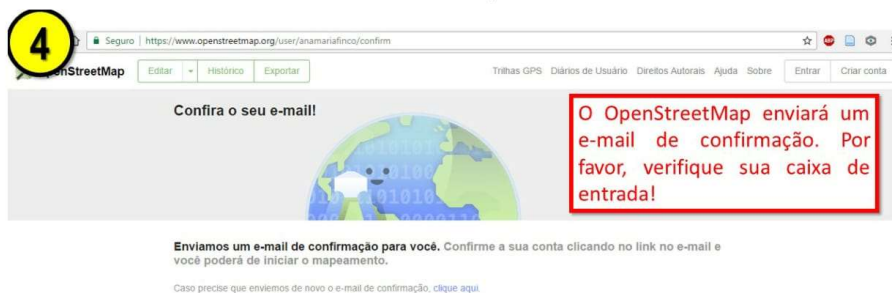 4
Seguro | https://www.openstreetmap.org/user/anamariafinco/confirm
ABP
enStreetMap Editar Histórico Exportar Trilhas GPS Diários de Usuário Direitos Autorais Ajuda Sobre Entrar Criar conta
Confira o seu e-mail!
O OpenStreetMap enviará um
e-mail de confirmação. Por
favor, verifique sua caixa de
entrada!
Enviamos um e-mail de confirmação para você. Confirme a sua conta clicando no link no e-mail e
você poderá de iniciar o mapeamento.
Caso precise que enviemos de novo o e-mail de confirmação, clique aqui.